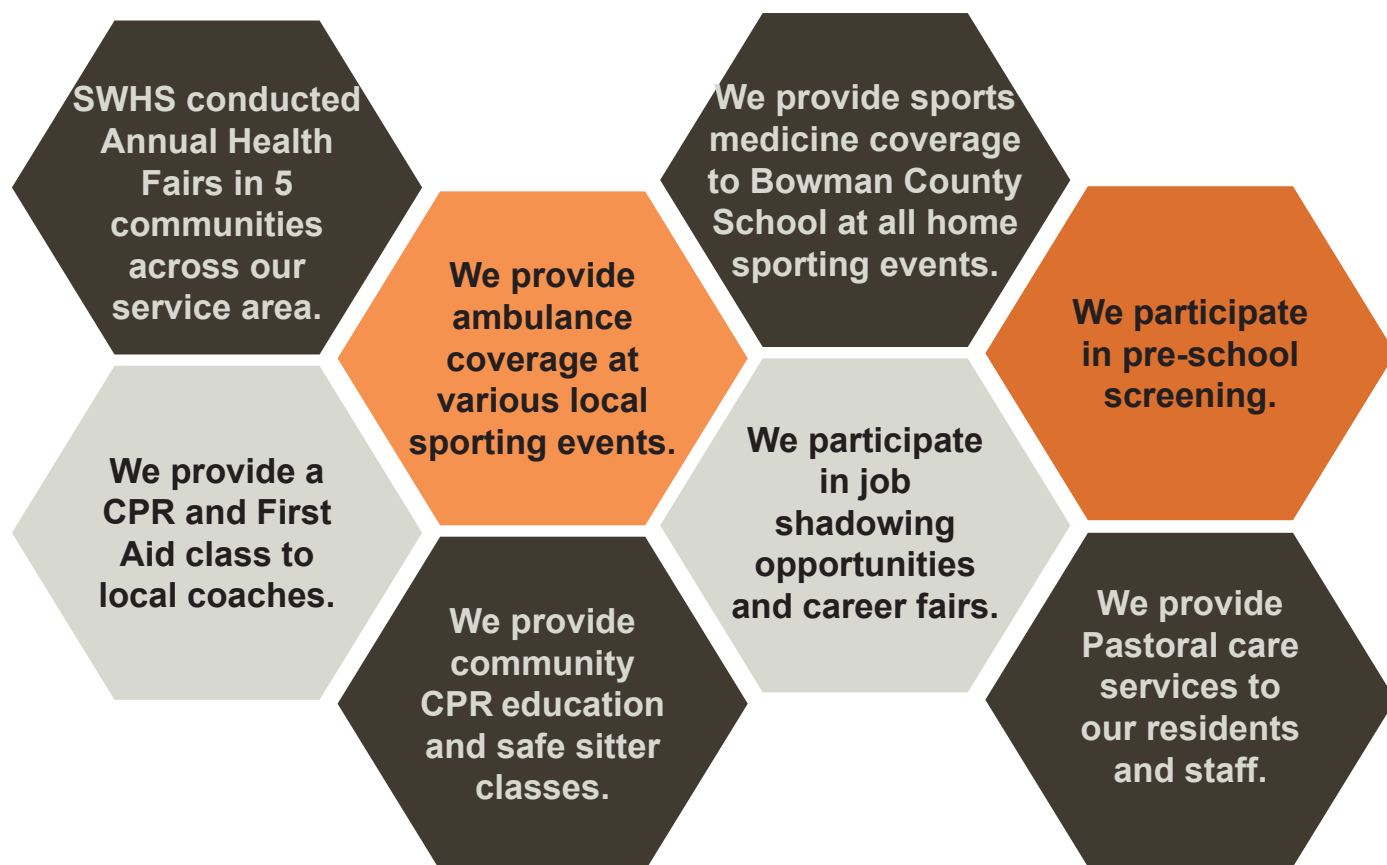 SWHS conducted
Annual Health
Fairs in 5
communities
across our
service area.
We provide
ambulance
coverage at
various local
sporting events.
We provide sports
medicine coverage
to Bowman County
School at all home
sporting events.
We participate
in pre-school
screening.
We provide a
CPR and First
Aid class to
local coaches.
We provide
community
CPR education
and safe sitter
classes.
We participate
in job
shadowing
opportunities
and career fairs.
We provide
Pastoral care
services to
our residents
and staff.